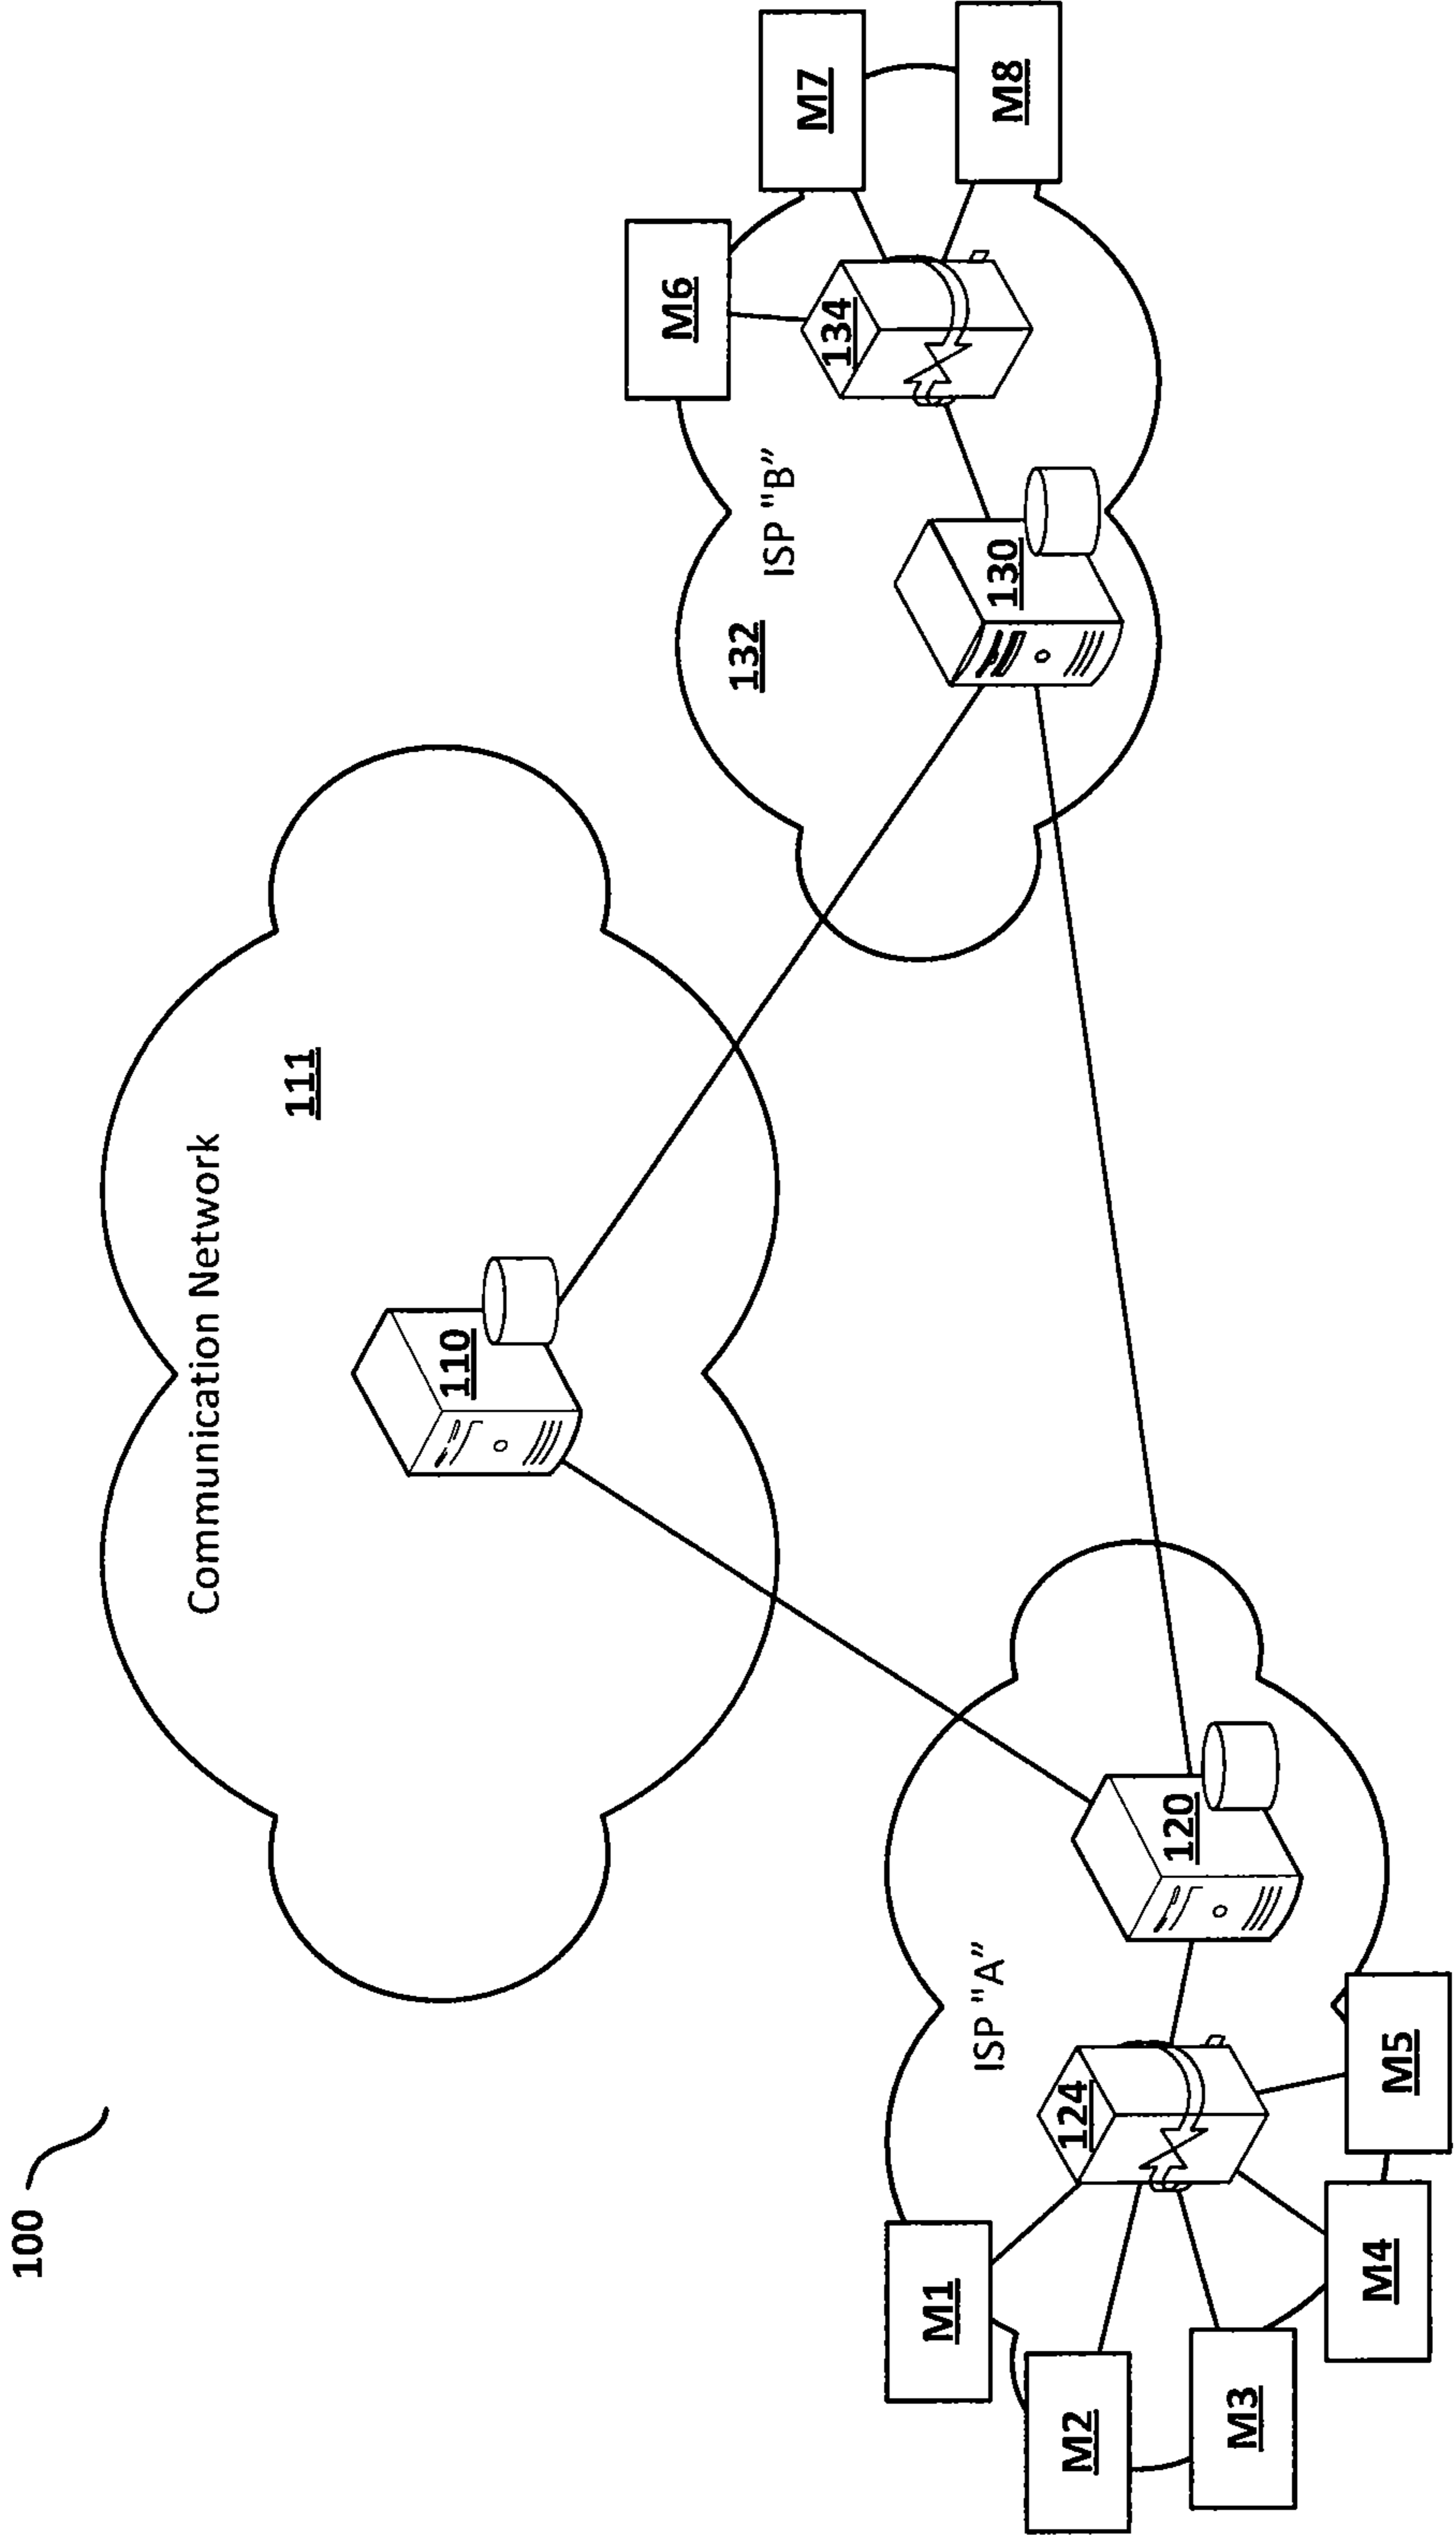 100
Communication Network
111
110
ISP "A"
120
124
M1
M2
M3
M4
M5
132
ISP "B"
130
134
M6
M7
M8